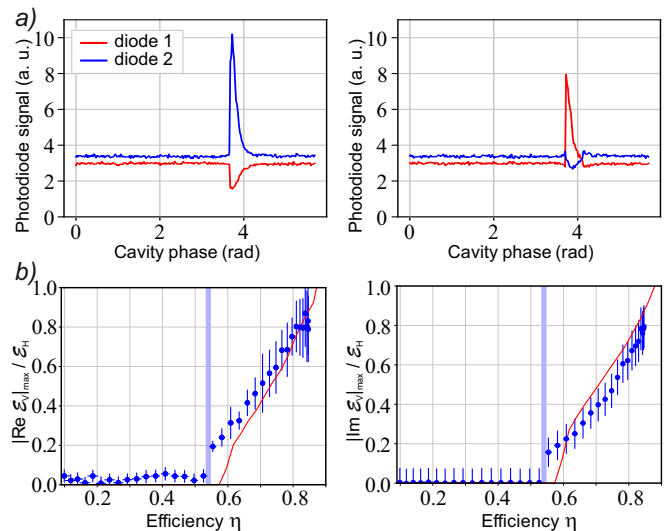 a)
Photodiode signal (a. u.)
10
8
6
4
2
0
diode 1
diode 2
0 2 4
Cavity phase (rad)
Photodiode signal (a. u.)
10
8
6
4
2
0
0 2 4
Cavity phase (rad)
b)
|Re ℰV|max / ℰH
1.0
0.8
0.6
0.4
0.2
0.0
0.2 0.4 0.6 0.8
Efficiency η
|Im ℰV|max / ℰH
1.0
0.8
0.6
0.4
0.2
0.0
0.2 0.4 0.6 0.8
Efficiency η